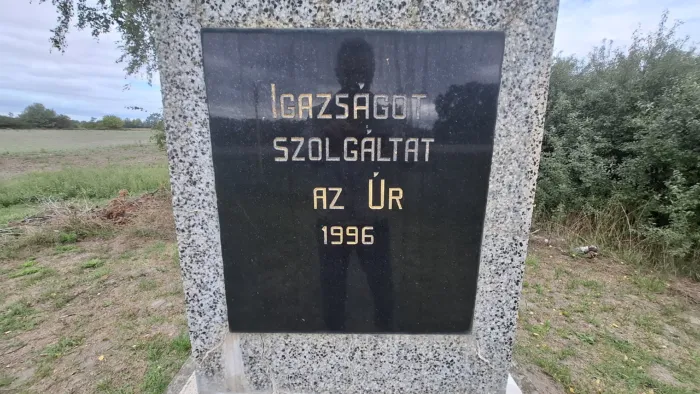 Igazságot
szolgáltat
az Úr
1996